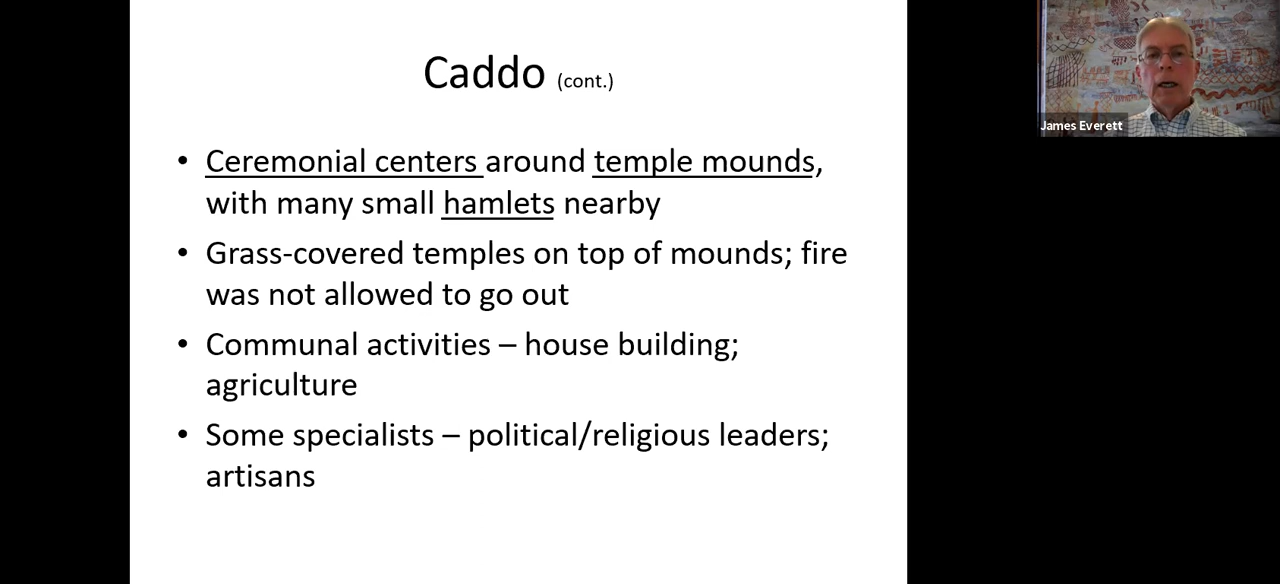 Caddo (cont.)
• Ceremonial centers around temple mounds,
with many small hamlets nearby
• Grass-covered temples on top of mounds; fire
was not allowed to go out
• Communal activities – house building;
agriculture
• Some specialists – political/religious leaders;
artisans
James Everett